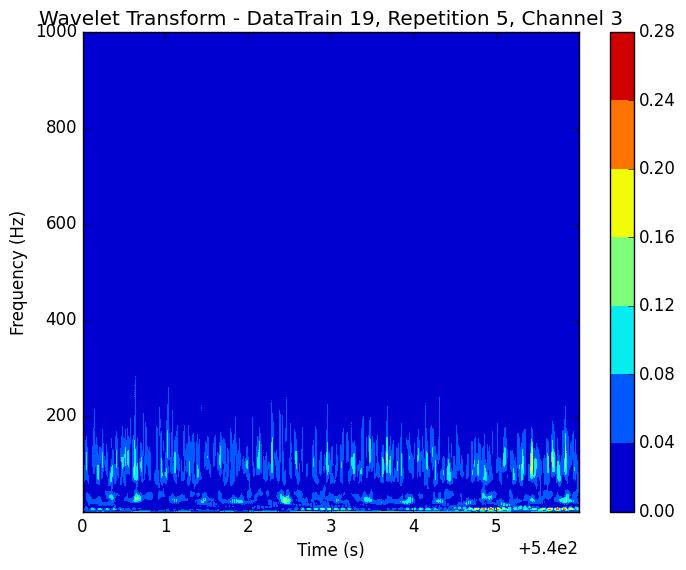 Wavelet Transform - DataTrain 19, Repetition 5, Channel 3
1000
800
600
400
200
Frequency (Hz)
0 1 2 3 4 5
Time (s)
+5.4e2
0.28
0.24
0.20
0.16
0.12
0.08
0.04
0.00